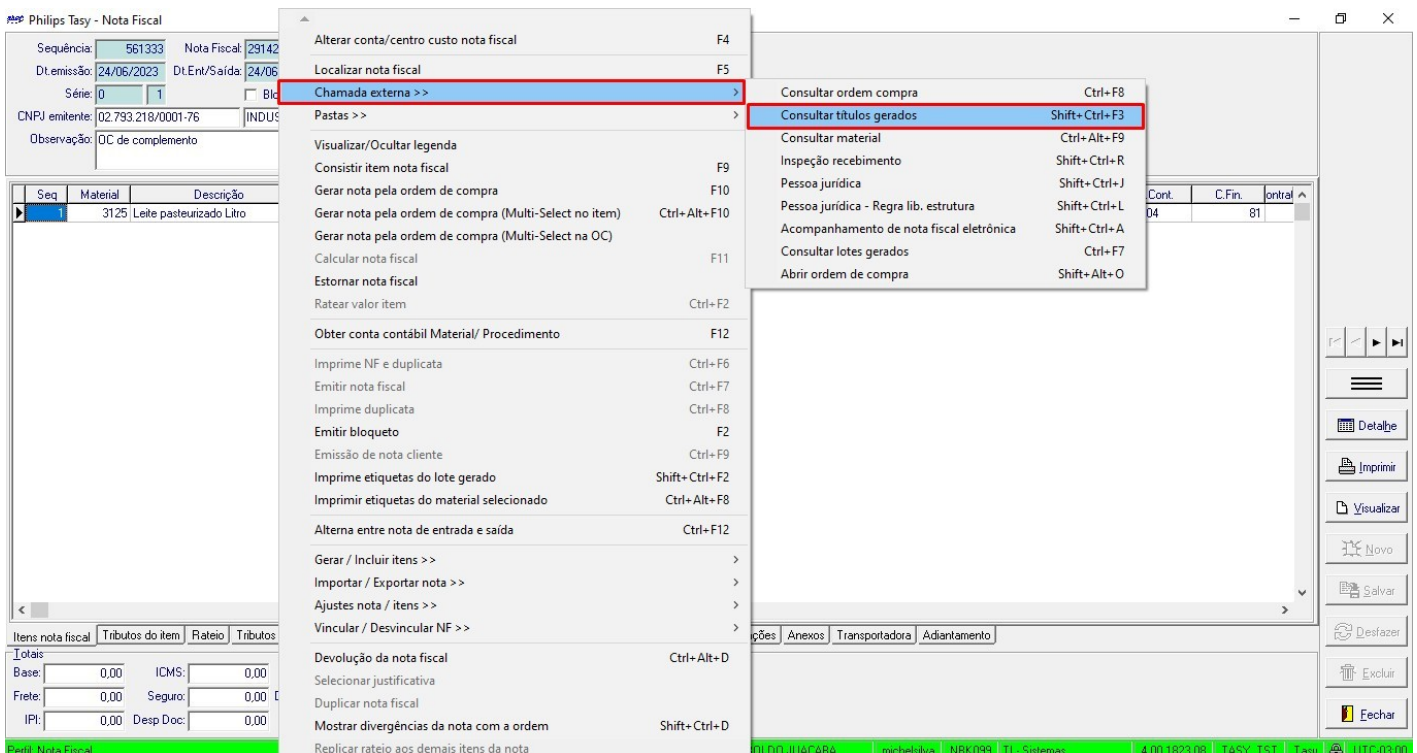 Philips Tasy - Nota Fiscal
Sequência: 561333 Nota Fiscal: 29142
Dt.emissão: 24/06/2023 Dt.Ent/Saída: 24/06
Série: 0 1
CNPJ emitente: 02.793.218/0001-76 INDUS
Observação: OC de complemento
Seq Material Descrição
1 3125 Leite pasteurizado Litro
Cont. C.Fin. ontrat
04 81
Alterar conta/centro custo nota fiscal F4
Localizar nota fiscal F5
Chamada externa >>
Pastas >>
Visualizar/Ocultar legenda
Consistir item nota fiscal F9
Gerar nota pela ordem de compra F10
Gerar nota pela ordem de compra (Multi-Select no item) Ctrl+Alt+F10
Gerar nota pela ordem de compra (Multi-Select na OC)
Calcular nota fiscal F11
Estornar nota fiscal
Ratear valor item Ctrl+F2
Obter conta contábil Material/ Procedimento F12
Imprime NF e duplicata Ctrl+F6
Emitir nota fiscal Ctrl+F7
Imprime duplicata Ctrl+F8
Emitir bloqueto F2
Emissão de nota cliente Ctrl+F9
Imprime etiquetas do lote gerado Shift+Ctrl+F2
Imprimir etiquetas do material selecionado Ctrl+Alt+F8
Alterna entre nota de entrada e saída Ctrl+F12
Gerar / Incluir itens >>
Importar / Exportar nota >>
Ajustes nota / itens >>
Vincular / Desvincular NF >>
Devolução da nota fiscal Ctrl+Alt+D
Selecionar justificativa
Duplicar nota fiscal
Mostrar divergências da nota com a ordem Shift+Ctrl+D
Replicar rateio aos demais itens da nota
Consultar ordem compra Ctrl+F8
Consultar títulos gerados Shift+Ctrl+F3
Consultar material Ctrl+Alt+F9
Inspeção recebimento Shift+Ctrl+R
Pessoa jurídica Shift+Ctrl+J
Pessoa jurídica - Regra lib. estrutura Shift+Ctrl+L
Acompanhamento de nota fiscal eletrônica Shift+Ctrl+A
Consultar lotes gerados Ctrl+F7
Abrir ordem de compra Shift+Alt+O
Detalhe
Imprimir
Visualizar
Novo
Salvar
Desfazer
Excluir
Fechar
Itens nota fiscal Tributos do item Rateio Tributos
ções Anexos Transportadora Adiantamento
Totais
Base: 0,00 ICMS: 0,00
Frete: 0,00 Seguro: 0,00
IPI: 0,00 Desp Doc: 0,00
Perfil: Nota Fiscal
michelsilva NBK099 TI - Sistemas 4.00.1823.08 TASY_TST Tasy UTC-03:00